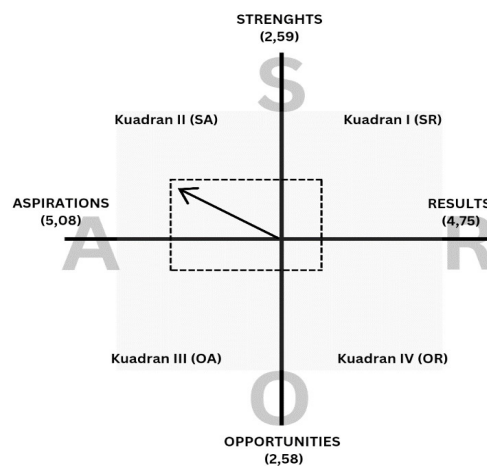 STRENGHTS
(2,59)
S
Kuadran II (SA)
Kuadran I (SR)
ASPIRATIONS
(5,08)
A
RESULTS
(4,75)
R
Kuadran III (OA)
Kuadran IV (OR)
O
OPPORTUNITIES
(2,58)